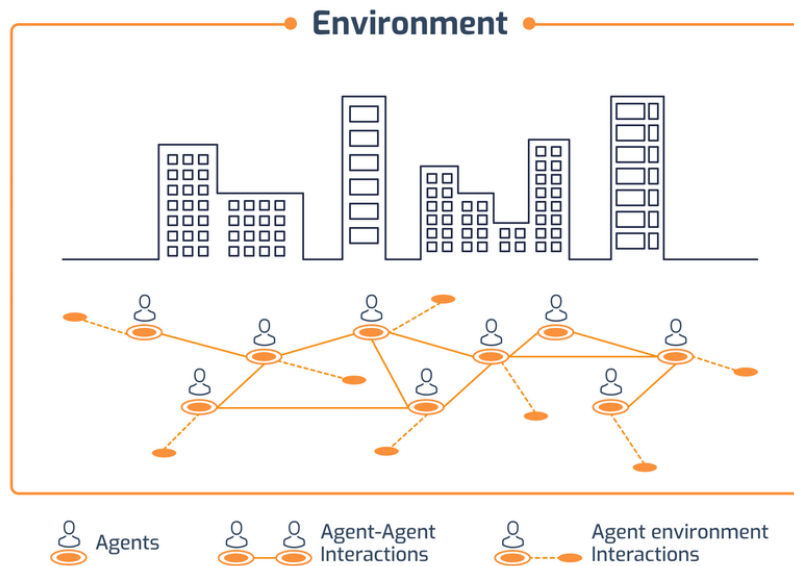 Environment
Agents
Agent-Agent
Interactions
Agent environment
Interactions